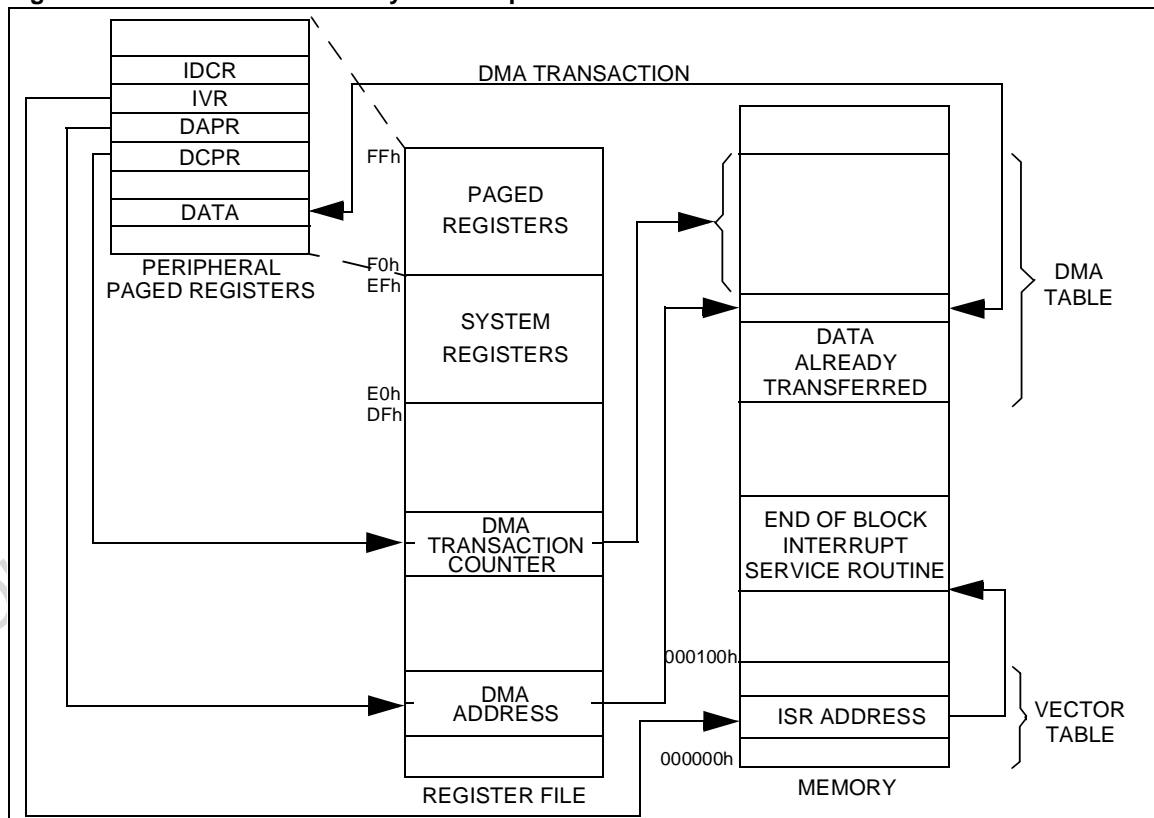 IDCR
IVR
DAPR
DCPR
DATA
PERIPHERAL
PAGED REGISTERS
DMA TRANSACTION
FFh
PAGED
REGISTERS
F0h
EFh
SYSTEM
REGISTERS
E0h
DFh
DMA
TRANSACTION
COUNTER
DMA
ADDRESS
REGISTER FILE
DATA
ALREADY
TRANSFERRED
DMA
TABLE
END OF BLOCK
INTERRUPT
SERVICE ROUTINE
000100h
ISR ADDRESS
VECTOR
TABLE
000000h
MEMORY